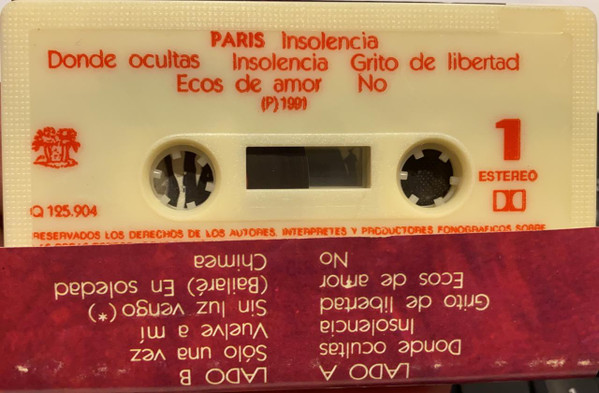 PARIS Insolencia
Donde ocultas Insolencia Grito de libertad
Ecos de amor No
(P) 1991
1
ESTEREO
Q 125.904
RESERVADOS LOS DERECHOS DE LOS AUTORES, INTERPRETES Y PRODUCTORES FONOGRAFICOS SOBRE
LADO A
Donde ocultas
Insolencia
Grito de libertad
Ecos de amor
No
LADO B
Sólo una vez
Vuelve a mí
Sin luz vengo (*)
(Bailaré) En soledad
Chimea